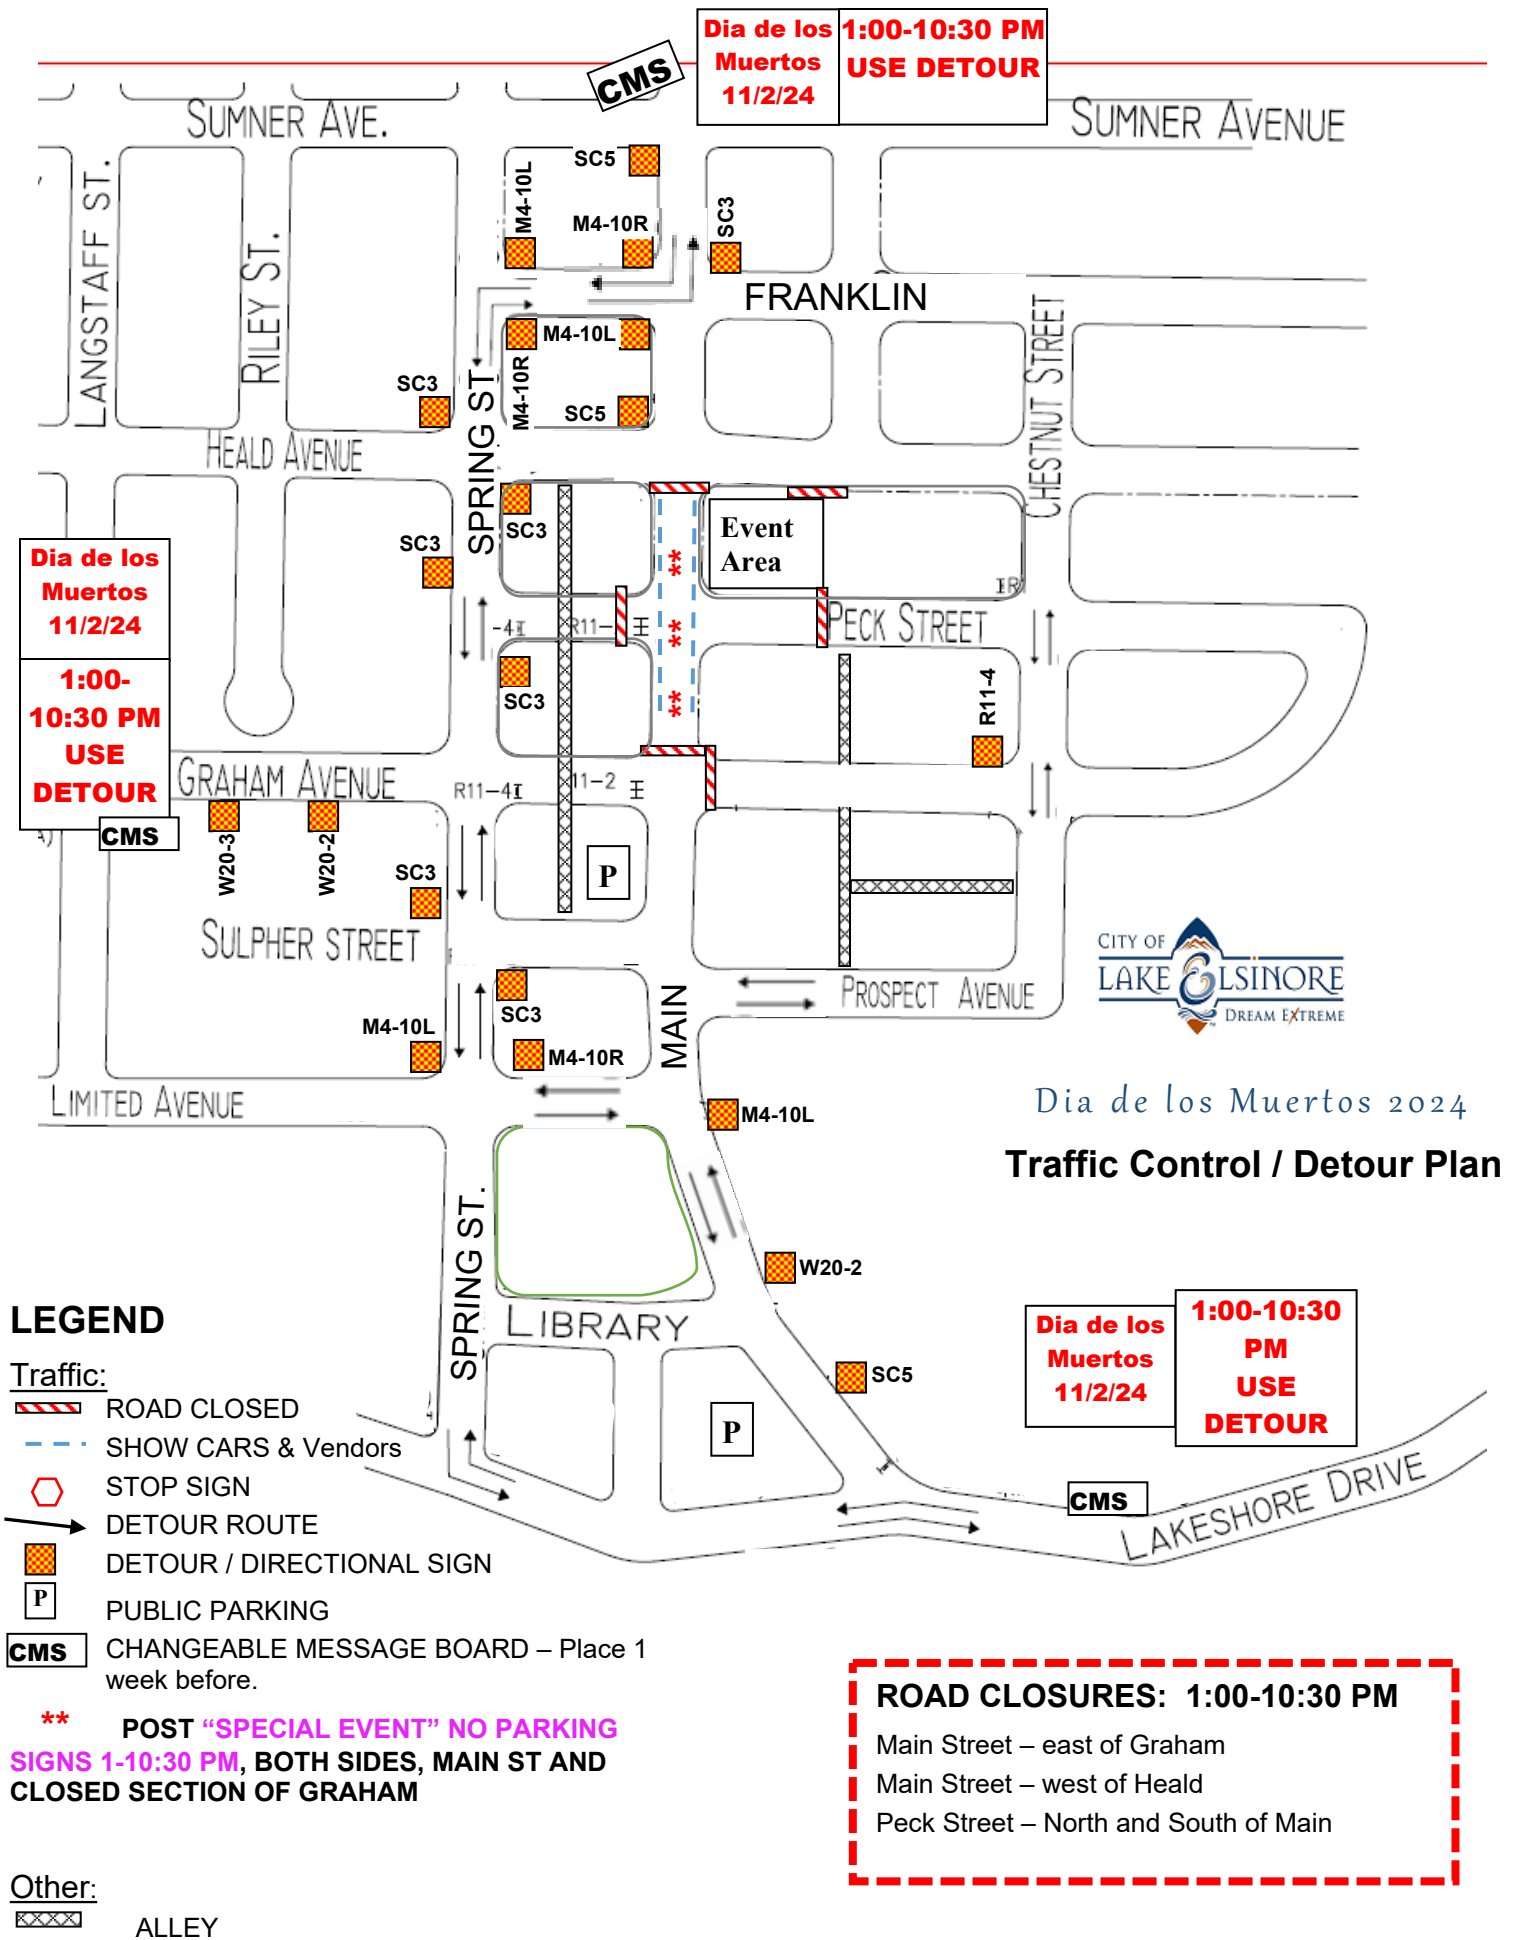 Dia de los
Muertos
11/2/24
1:00-10:30 PM
USE DETOUR
CMS
SUMNER AVE.
SUMNER AVENUE
LANGSTAFF ST.
RILEY ST.
M4-10L
SC5
M4-10R
SC3
FRANKLIN
M4-10L
M4-10R
SC5
SC3
SPRING ST
CHESTNUT STREET
HEALD AVENUE
SC3
SC3
Event
Area
Dia de los
Muertos
11/2/24
1:00-
10:30 PM
USE
DETOUR
CMS
-4
R11-
PECK STREET
SC3
R11-4
GRAHAM AVENUE
R11-4
11-2
W20-3
W20-2
SC3
P
SULPHER STREET
SC3
MAIN
PROSPECT AVENUE
CITY OF
LAKE ELSINORE
DREAM EXTREME
M4-10L
M4-10R
LIMITED AVENUE
M4-10L
Dia de los Muertos 2024
Traffic Control / Detour Plan
SPRING ST.
W20-2
LIBRARY
SC5
P
Dia de los
Muertos
11/2/24
1:00-10:30
PM
USE
DETOUR
CMS
LAKESHORE DRIVE
LEGEND
Traffic:
ROAD CLOSED
SHOW CARS & Vendors
STOP SIGN
DETOUR ROUTE
DETOUR / DIRECTIONAL SIGN
P PUBLIC PARKING
CMS CHANGEABLE MESSAGE BOARD – Place 1
week before.
** POST “SPECIAL EVENT” NO PARKING
SIGNS 1-10:30 PM, BOTH SIDES, MAIN ST AND
CLOSED SECTION OF GRAHAM
Other:
ALLEY
ROAD CLOSURES: 1:00-10:30 PM
Main Street – east of Graham
Main Street – west of Heald
Peck Street – North and South of Main